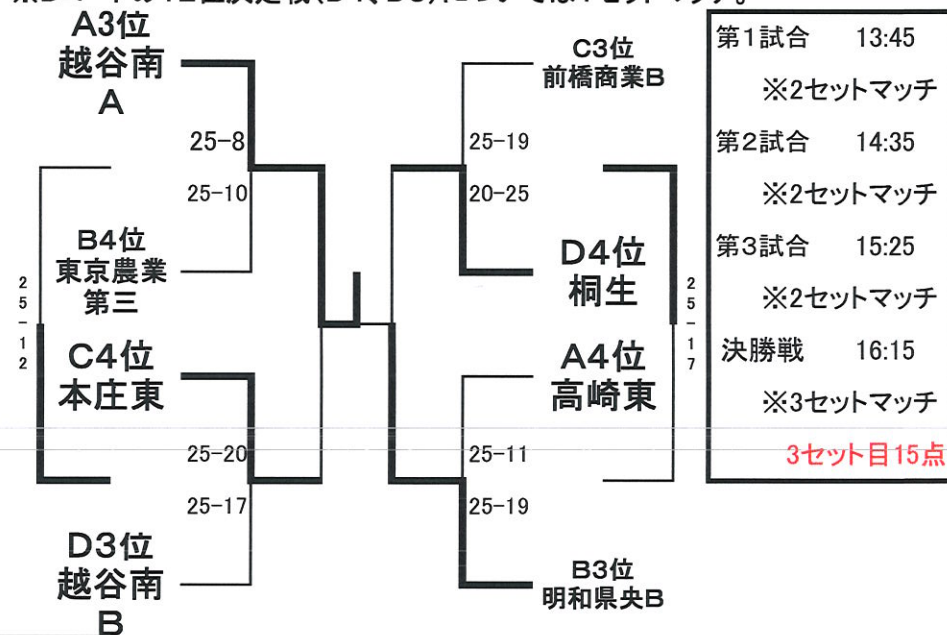 A3位
越谷南
A
25-8
25-10
B4位
東京農業
第三
25-12
C4位
本庄東
25-20
25-17
D3位
越谷南
B
C3位
前橋商業B
25-19
20-25
D4位
桐生
25-17
A4位
高崎東
25-11
25-19
B3位
明和県央B
第1試合 13:45
※2セットマッチ
第2試合 14:35
※2セットマッチ
第3試合 15:25
※2セットマッチ
決勝戦 16:15
※3セットマッチ
3セット目15点